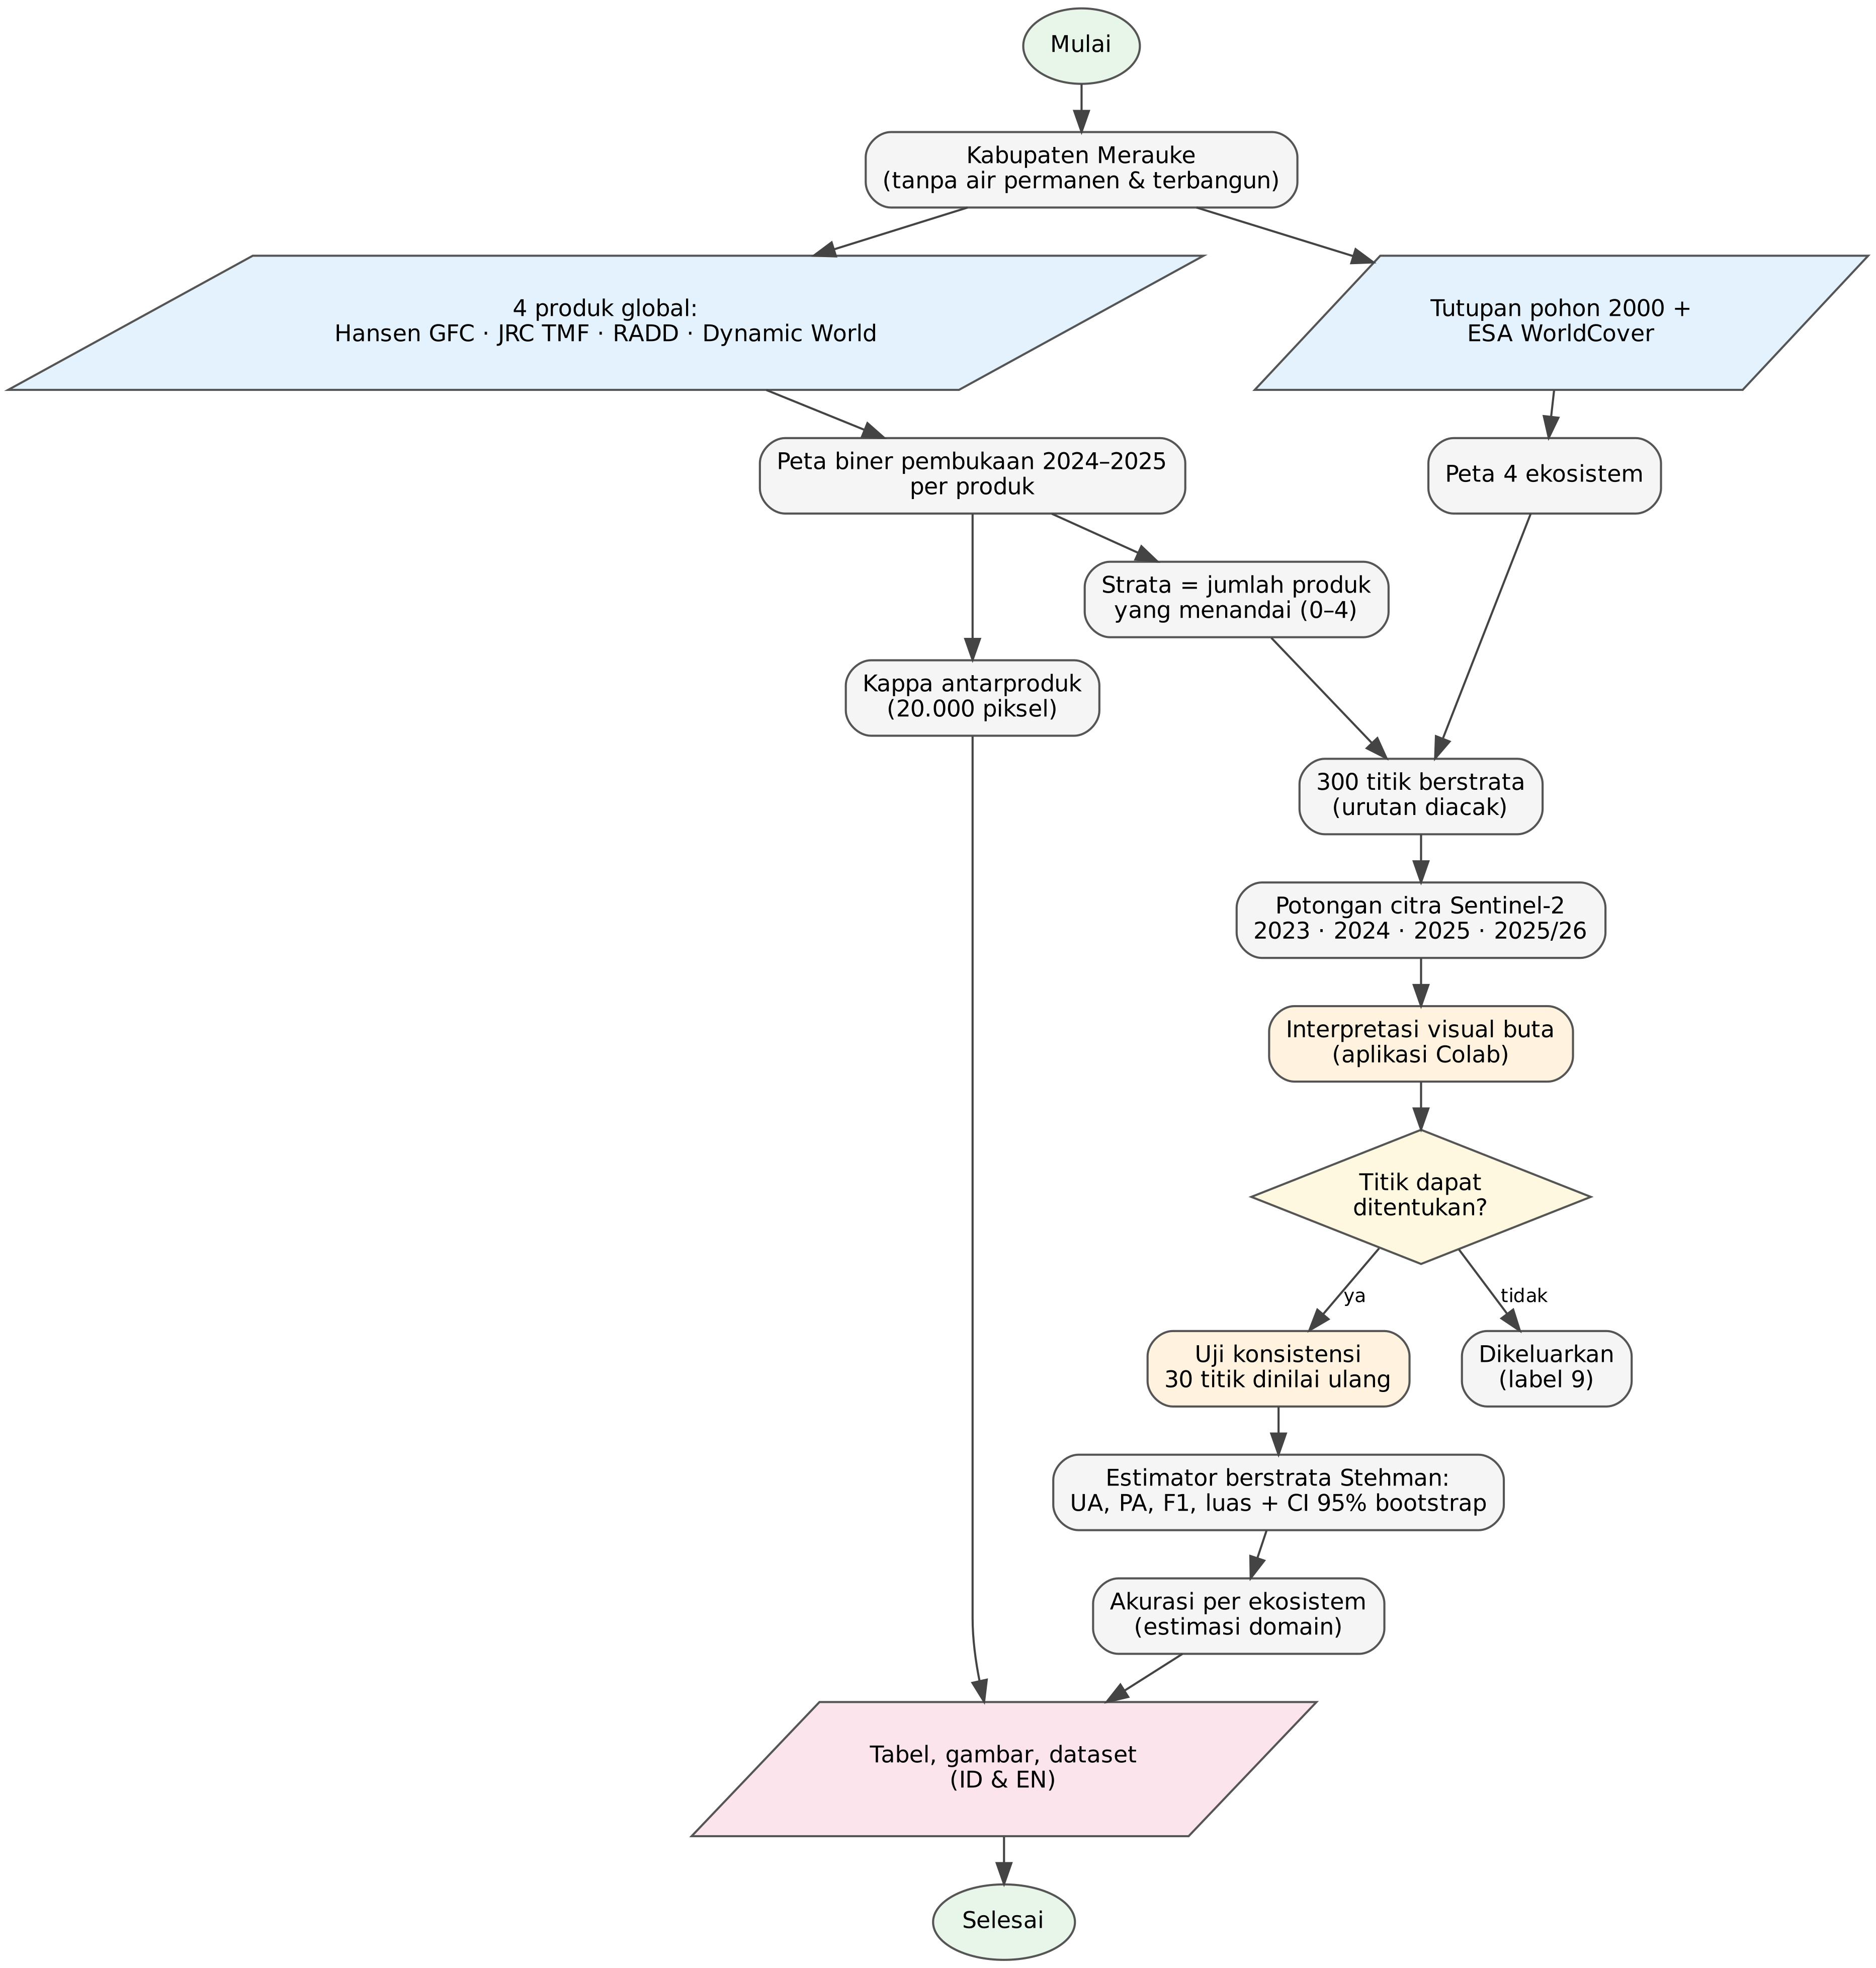 Mulai
Kabupaten Merauke
(tanpa air permanen & terbangun)
4 produk global:
Hansen GFC · JRC TMF · RADD · Dynamic World
Tutupan pohon 2000 +
ESA WorldCover
Peta biner pembukaan 2024–2025
per produk
Peta 4 ekosistem
Strata = jumlah produk
yang menandai (0–4)
Kappa antarproduk
(20.000 piksel)
300 titik berstrata
(urutan diacak)
Potongan citra Sentinel-2
2023 · 2024 · 2025 · 2025/26
Interpretasi visual buta
(aplikasi Colab)
Titik dapat
ditentukan?
ya
tidak
Uji konsistensi
30 titik dinilai ulang
Dikeluarkan
(label 9)
Estimator berstrata Stehman:
UA, PA, F1, luas + CI 95% bootstrap
Akurasi per ekosistem
(estimasi domain)
Tabel, gambar, dataset
(ID & EN)
Selesai